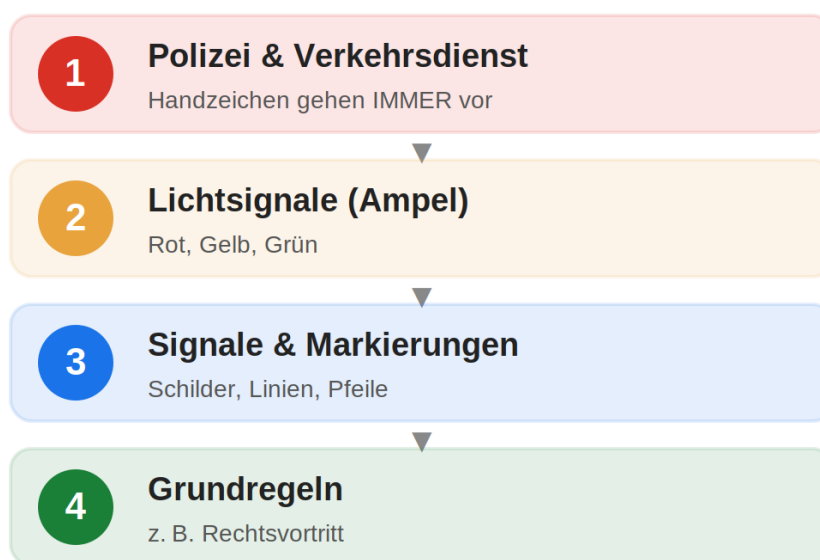 1
Polizei & Verkehrsdienst
Handzeichen gehen IMMER vor
▼
2
Lichtsignale (Ampel)
Rot, Gelb, Grün
▼
3
Signale & Markierungen
Schilder, Linien, Pfeile
▼
4
Grundregeln
z. B. Rechtsvortritt